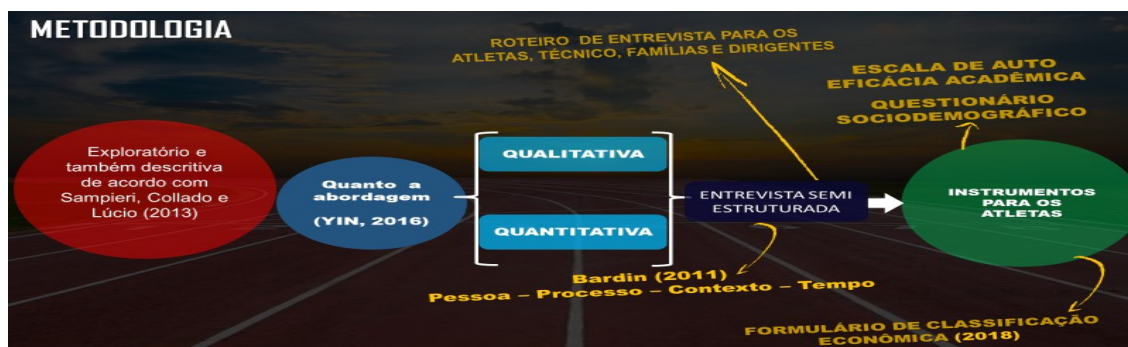 METODOLOGIA
ROTEIRO DE ENTREVISTA PARA OS
ATLETAS, TÉCNICO, FAMÍLIAS E DIRIGENTES
ESCALA DE AUTO
EFICÁCIA ACADÊMICA
QUESTIONÁRIO
SOCIODEMOGRÁFICO
Exploratório e
também descritiva
de acordo com
Sampieri, Collado e
Lúcio (2013)
Quanto a
abordagem
(YIN, 2016)
QUALITATIVA
QUANTITATIVA
ENTREVISTA SEMI
ESTRUTURADA
INSTRUMENTOS
PARA OS
ATLETAS
Bardin (2011)
Pessoa – Processo – Contexto – Tempo
FORMULÁRIO DE CLASSIFICAÇÃO
ECONÔMICA (2018)